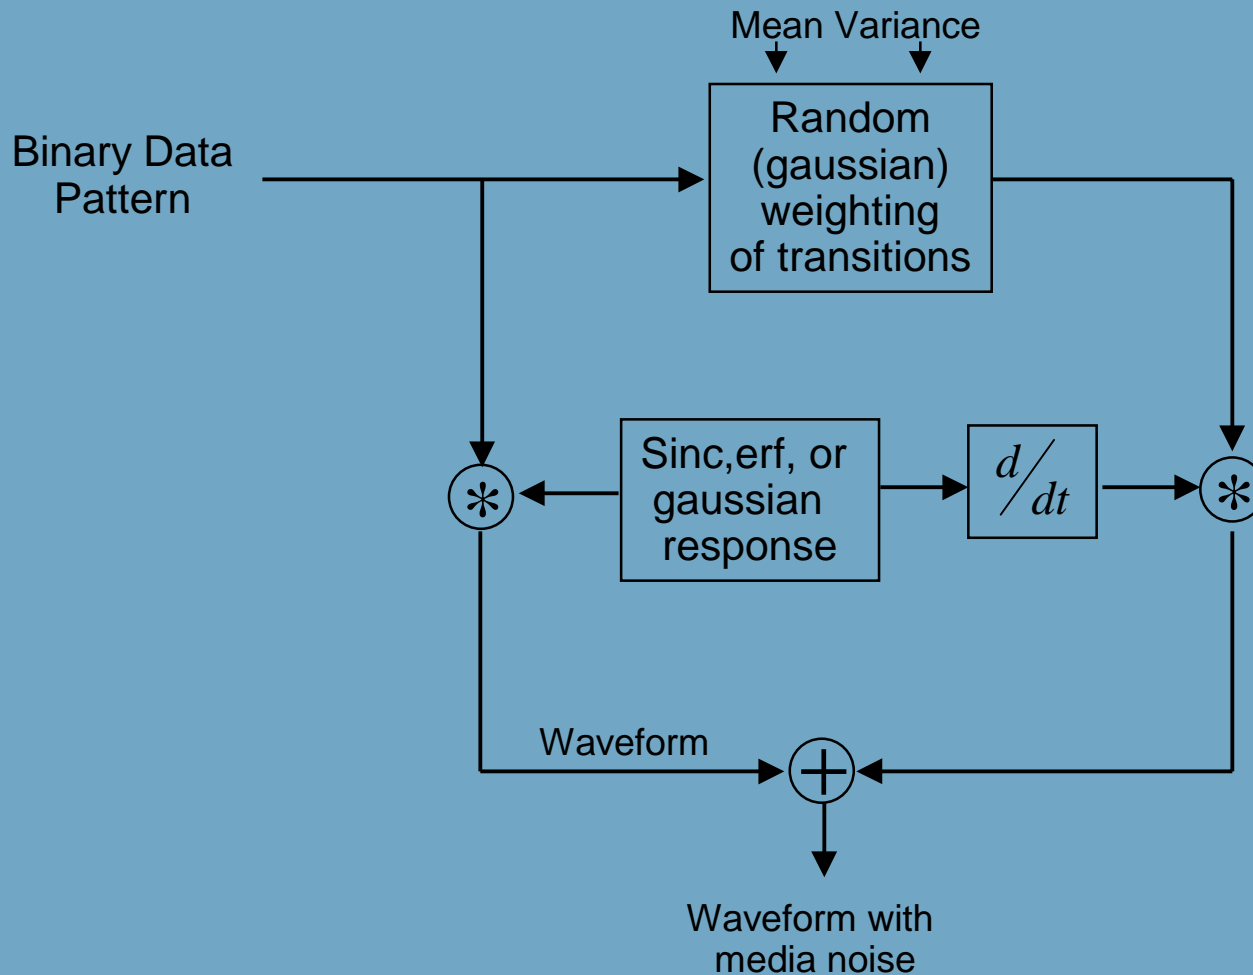 Mean Variance
Binary Data
Pattern
Random
(gaussian)
weighting
of transitions
Sinc,erf, or
gaussian
response
d/dt
*
*
Waveform
+
Waveform with
media noise